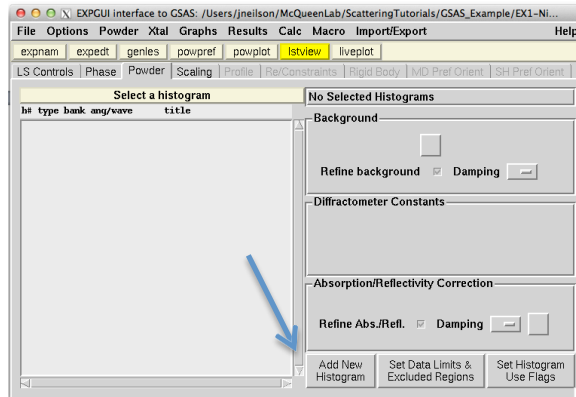 EXPGUI interface to GSAS: /Users/jneilson/McQueenLab/ScatteringTutorials/GSAS_Example/EX1-Ni...
File Options Powder Xtal Graphs Results Calc Macro Import/Export Help
expnam expedt genles powpref powplot lstview liveplot
LS Controls Phase Powder Scaling Profile Re/Constraints Rigid Body MD Pref Orient SH Pref Orient
Select a histogram
No Selected Histograms
h# type bank ang/wave title
Background
Refine background Damping
Diffractometer Constants
Absorption/Reflectivity Correction
Refine Abs./Refl. Damping
Add New Histogram
Set Data Limits & Excluded Regions
Set Histogram Use Flags